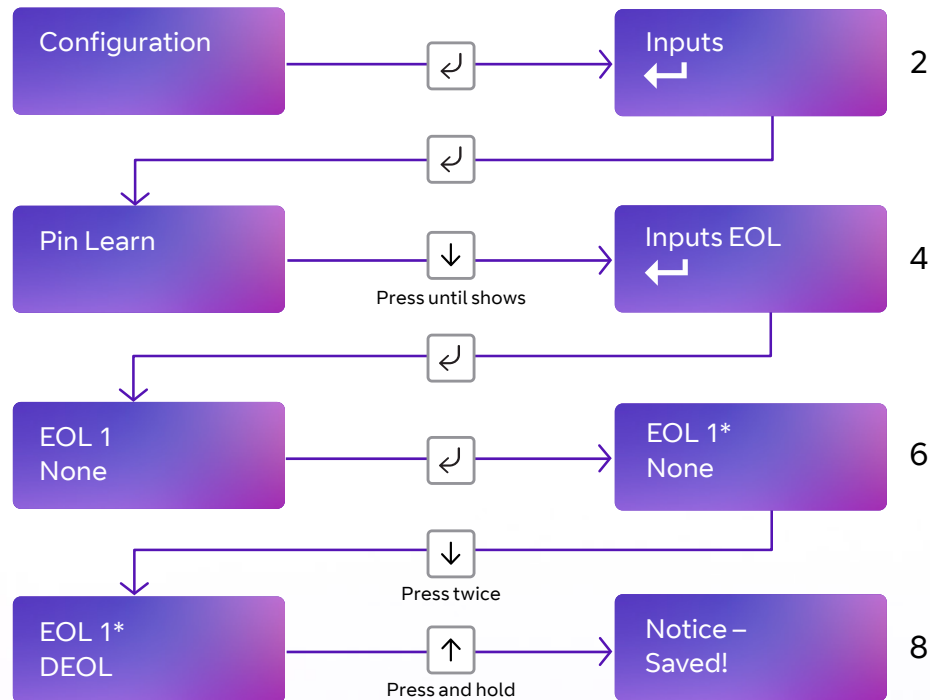 Configuration
Inputs
2
Pin Learn
Press until shows
Inputs EOL
4
EOL 1
None
EOL 1*
None
6
Press twice
EOL 1*
DEOL
Press and hold
Notice –
Saved!
8